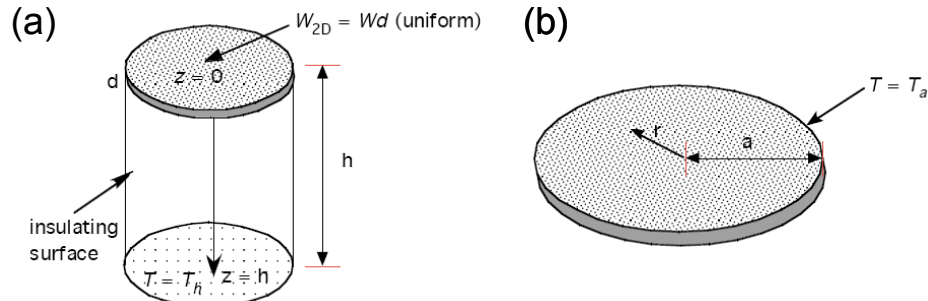 (a)
W2D = Wd (uniform)
z = 0
d
h
insulating
surface
T = Th z = h
(b)
T = Ta
r
a